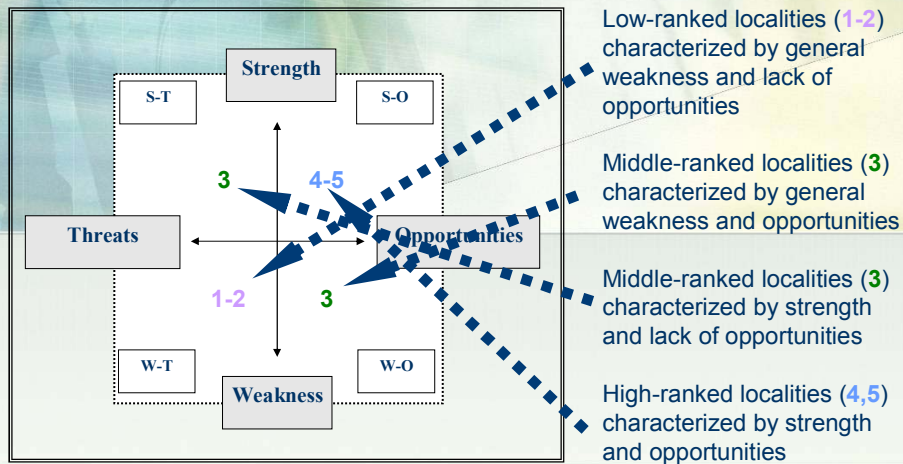 Strength
S-T
S-O
3
4-5
Threats
Opportunities
1-2
3
W-T
W-O
Weakness
Low-ranked localities (1-2)
characterized by general
weakness and lack of
opportunities
Middle-ranked localities (3)
characterized by general
weakness and opportunities
Middle-ranked localities (3)
characterized by strength
and lack of opportunities
High-ranked localities (4,5)
characterized by strength
and opportunities